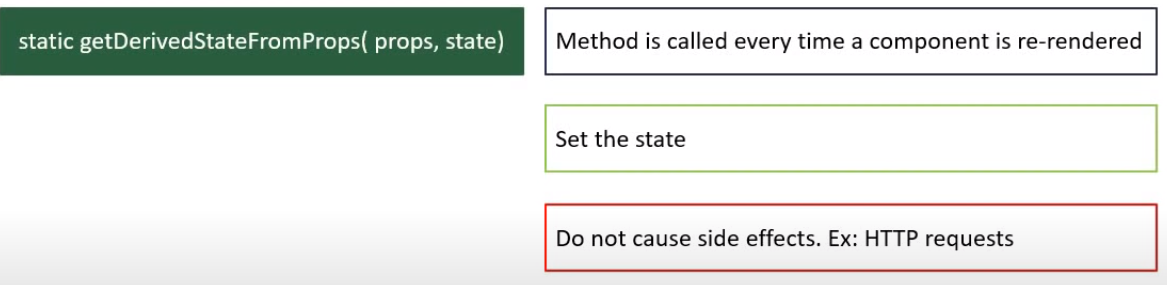 static getDerivedStateFromProps( props, state)
Method is called every time a component is re-rendered
Set the state
Do not cause side effects. Ex: HTTP requests